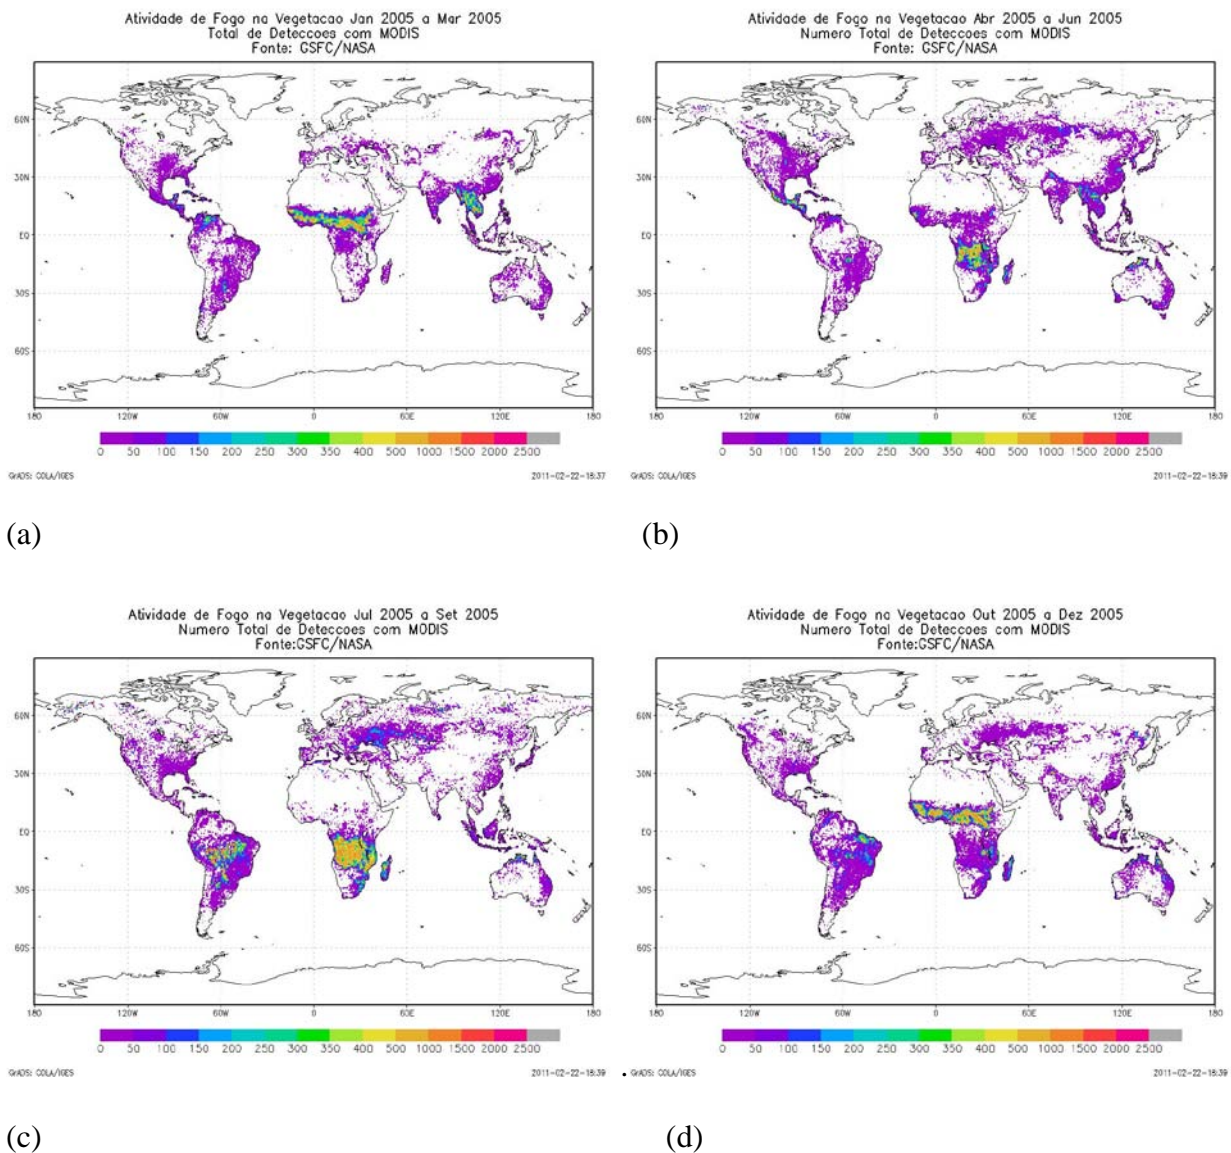 Atividade de Fogo na Vegetacao Jan 2005 a Mar 2005
Total de Deteccoes com MODIS
Fonte: GSFC/NASA
60N
30N
EQ
30S
60S
180 120W 60W 0 60E 120E 180
0 50 100 150 200 250 300 350 400 500 1000 1500 2000 2500
GrADS: COLA/IGES 2011-02-22-18:37
(a)
Atividade de Fogo na Vegetacao Abr 2005 a Jun 2005
Numero Total de Deteccoes com MODIS
Fonte: GSFC/NASA
60N
30N
EQ
30S
60S
180 120W 60W 0 60E 120E 180
0 50 100 150 200 250 300 350 400 500 1000 1500 2000 2500
GrADS: COLA/IGES 2011-02-22-18:39
(b)
Atividade de Fogo na Vegetacao Jul 2005 a Set 2005
Numero Total de Deteccoes com MODIS
Fonte:GSFC/NASA
60N
30N
EQ
30S
60S
180 120W 60W 0 60E 120E 180
0 50 100 150 200 250 300 350 400 500 1000 1500 2000 2500
GrADS: COLA/IGES 2011-02-22-18:39
.
(c)
Atividade de Fogo na Vegetacao Out 2005 a Dez 2005
Numero Total de Deteccoes com MODIS
Fonte:GSFC/NASA
60N
30N
EQ
30S
60S
180 120W 60W 0 60E 120E 180
0 50 100 150 200 250 300 350 400 500 1000 1500 2000 2500
GrADS: COLA/IGES 2011-02-22-18:39
(d)